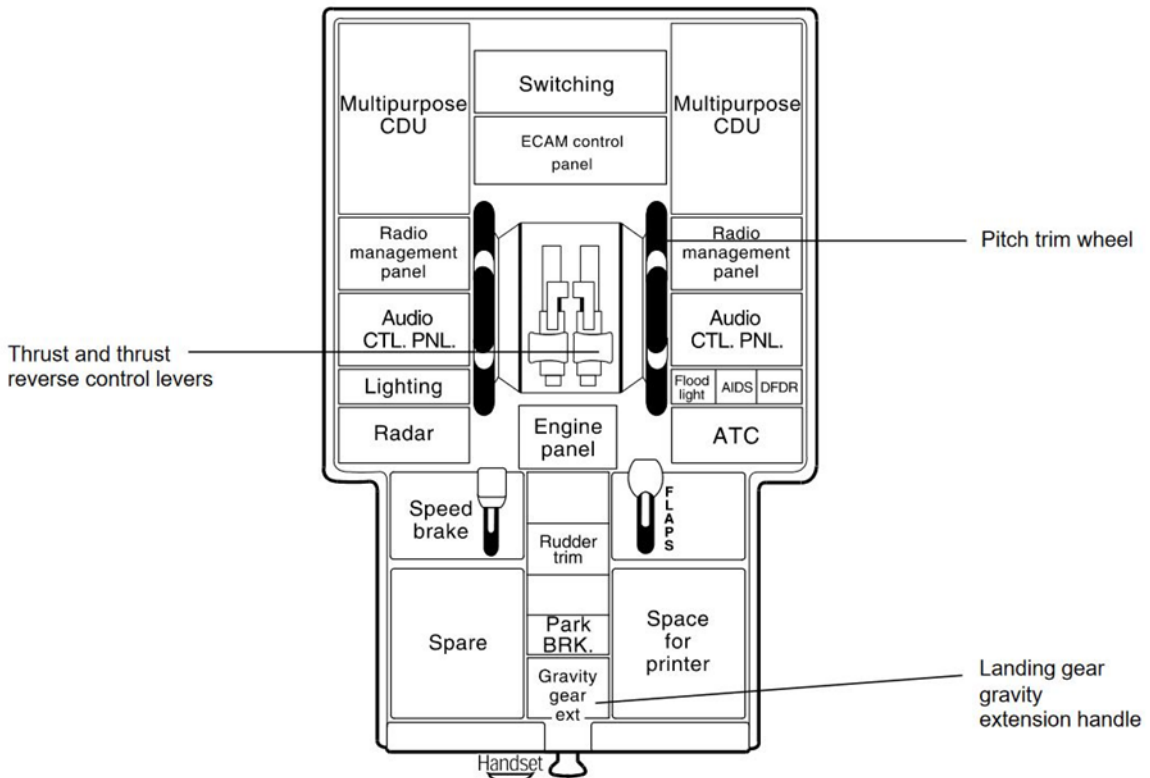 Switching
Multipurpose
CDU
Multipurpose
CDU
ECAM control
panel
Radio
management
panel
Radio
management
panel
Pitch trim wheel
Audio
CTL. PNL.
Audio
CTL. PNL.
Thrust and thrust
reverse control levers
Lighting
Flood
light
AIDS
DFDR
Radar
Engine
panel
ATC
Speed
brake
FLAPS
Rudder
trim
Spare
Park
BRK.
Space
for
printer
Gravity
gear
ext
Landing gear
gravity
extension handle
Handset